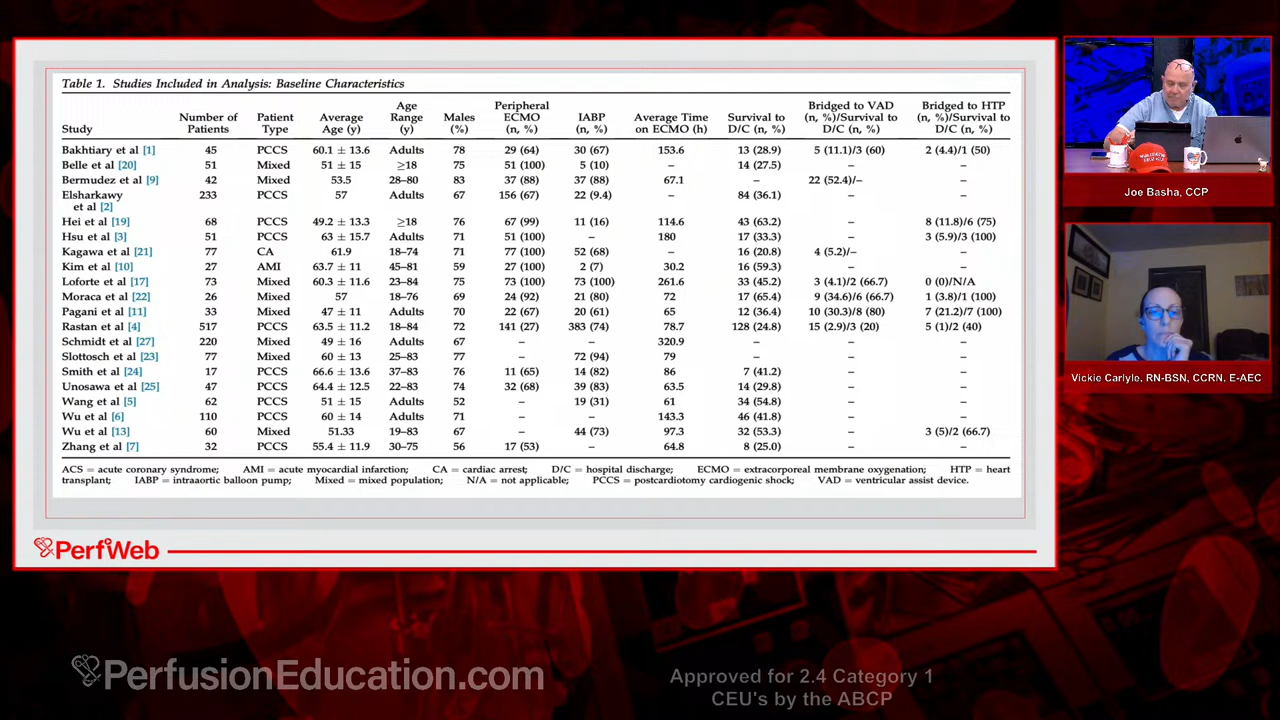 Table 1. Studies Included in Analysis: Baseline Characteristics
Study Number of Patients Patient Type Average Age (y) Age Range (y) Males (%) Peripheral ECMO (n, %) IABP (n, %) Average Time on ECMO (h) Survival to D/C (n, %) Bridged to VAD (n, %)/Survival to D/C (n, %) Bridged to HTP (n, %)/Survival to D/C (n, %)
Bakhtiary et al [1] 45 PCCS 60.1 ± 13.6 Adults 78 29 (64) 30 (67) 153.6 13 (28.9) 5 (11.1)/3 (60) 2 (4.4)/1 (50)
Belle et al [20] 51 Mixed 51 ± 15 ≥18 75 51 (100) 5 (10) – 14 (27.5) – –
Bermudez et al [9] 42 Mixed 53.5 28–80 83 37 (88) 37 (88) 67.1 – 22 (52.4)/– –
Elsharkawy et al [2] 233 PCCS 57 Adults 67 156 (67) 22 (9.4) – 84 (36.1) – –
Hei et al [19] 68 PCCS 49.2 ± 13.3 ≥18 76 67 (99) 11 (16) 114.6 43 (63.2) – 8 (11.8)/6 (75)
Hsu et al [3] 51 PCCS 63 ± 15.7 Adults 71 51 (100) – 180 17 (33.3) – 3 (5.9)/3 (100)
Kagawa et al [21] 77 CA 61.9 18–74 71 77 (100) 52 (68) – 16 (20.8) 4 (5.2)/– –
Kim et al [10] 27 AMI 63.7 ± 11 45–81 59 27 (100) 2 (7) 30.2 16 (59.3) – –
Loforte et al [17] 73 Mixed 60.3 ± 11.6 23–84 75 73 (100) 73 (100) 261.6 33 (45.2) 3 (4.1)/2 (66.7) 0 (0)/N/A
Moraca et al [22] 26 Mixed 57 18–76 69 24 (92) 21 (80) 72 17 (65.4) 9 (34.6)/6 (66.7) 1 (3.8)/1 (100)
Pagani et al [11] 33 Mixed 47 ± 11 Adults 70 22 (67) 20 (61) 65 12 (36.4) 10 (30.3)/8 (80) 7 (21.2)/7 (100)
Rastan et al [4] 517 PCCS 63.5 ± 11.2 18–84 72 141 (27) 383 (74) 78.7 128 (24.8) 15 (2.9)/3 (20) 5 (1)/2 (40)
Schmidt et al [27] 220 Mixed 49 ± 16 Adults 67 – – 320.9 – – –
Slottosch et al [23] 77 Mixed 60 ± 13 25–83 77 – 72 (94) 79 – – –
Smith et al [24] 17 PCCS 66.6 ± 13.6 37–83 76 11 (65) 14 (82) 86 7 (41.2) – –
Unosawa et al [25] 47 PCCS 64.4 ± 12.5 22–83 74 32 (68) 39 (83) 63.5 14 (29.8) – –
Wang et al [5] 62 PCCS 51 ± 15 Adults 52 – 19 (31) 61 34 (54.8) – –
Wu et al [6] 110 PCCS 60 ± 14 Adults 71 – – 143.3 46 (41.8) – –
Wu et al [13] 60 Mixed 51.33 19–83 67 – 44 (73) 97.3 32 (53.3) – 3 (5)/2 (66.7)
Zhang et al [7] 32 PCCS 55.4 ± 11.9 30–75 56 17 (53) – 64.8 8 (25.0) – –
ACS = acute coronary syndrome; AMI = acute myocardial infarction; CA = cardiac arrest; D/C = hospital discharge; ECMO = extracorporeal membrane oxygenation; HTP = heart
transplant; IABP = intraaortic balloon pump; Mixed = mixed population; N/A = not applicable; PCCS = postcardiotomy cardiogenic shock; VAD = ventricular assist device.
PerfWeb
Joe Basha, CCP
Vickie Carlyle, RN-BSN, CCRN, E-AEC
PerfusionEducation.com
Approved for 2.4 Category 1
CEU's by the ABCP